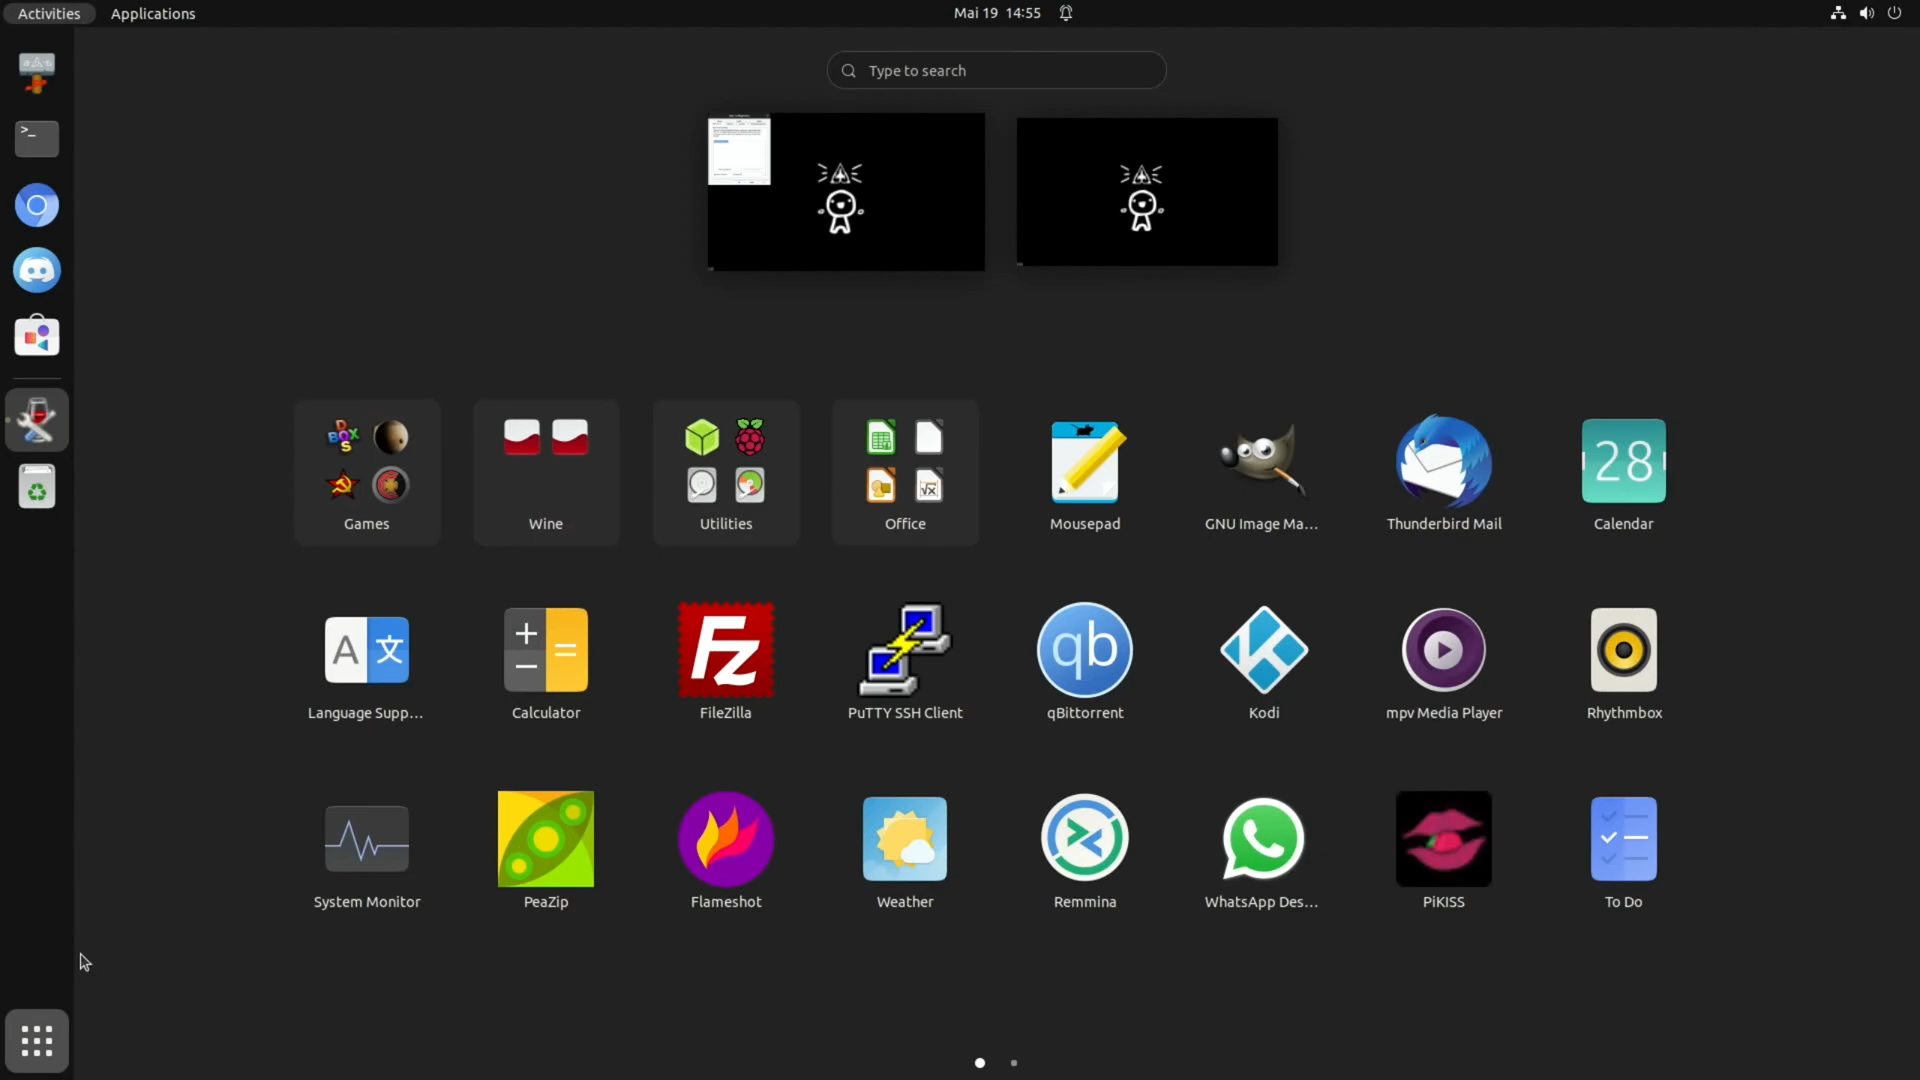 Activities Applications Mai 19 14:55
Type to search
Games Wine Utilities Office Mousepad GNU Image Ma... Thunderbird Mail 28 Calendar
Language Supp... Calculator FileZilla PuTTY SSH Client qb qBittorrent Kodi mpv Media Player Rhythmbox
System Monitor PeaZip Flameshot Weather Remmina WhatsApp Des... PiKISS To Do